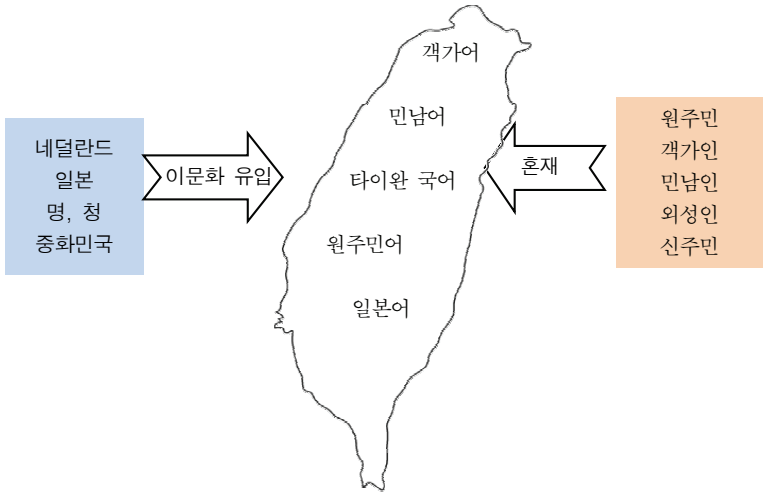 네덜란드
일본
명, 청
중화민국
이문화 유입
객가어
민남어
타이완 국어
원주민어
일본어
혼재
원주민
객가인
민남인
외성인
신주민